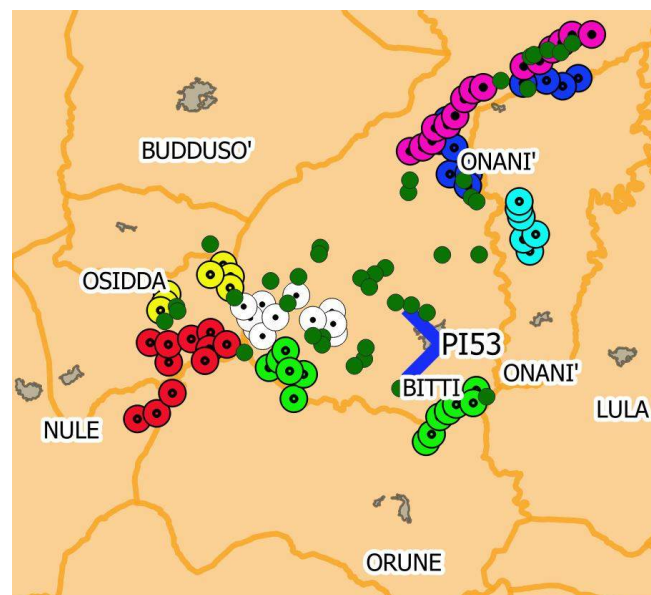 BUDDUSO'
ONANI'
OSIDDA
PI53
ONANI'
BITTI
LULA
NULE
ORUNE